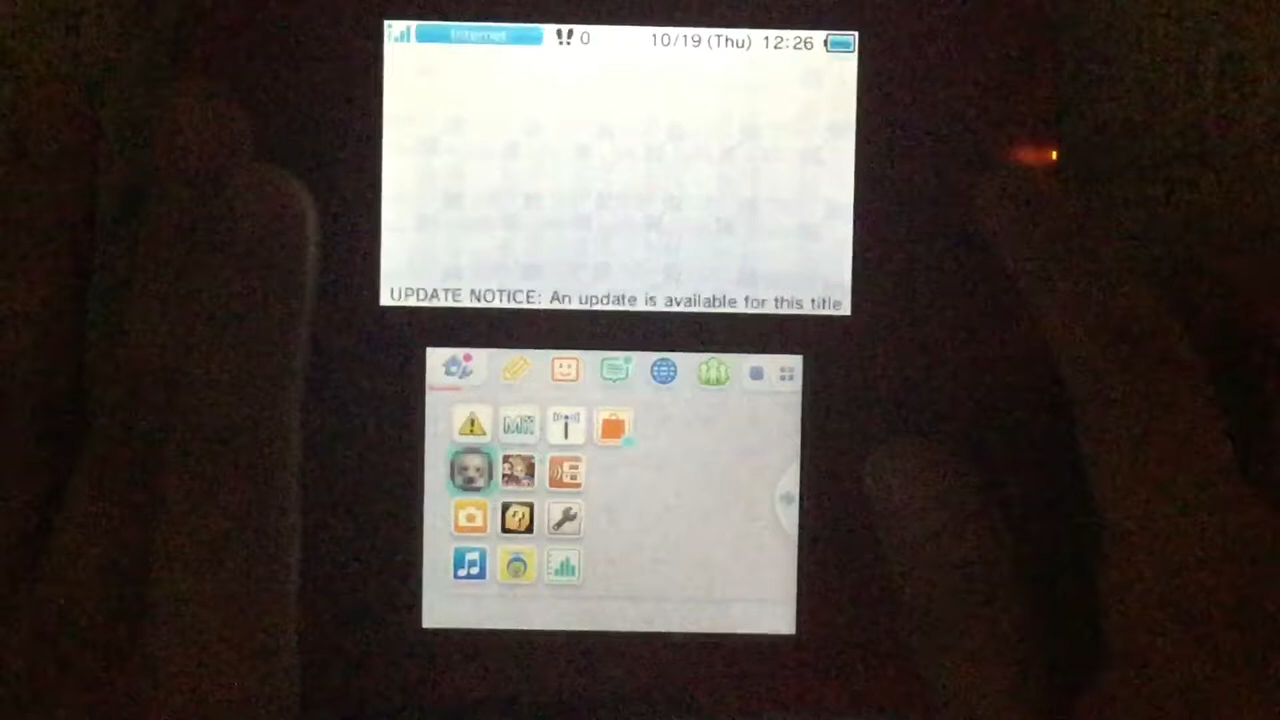 Internet 0 10/19 (Thu) 12:26
UPDATE NOTICE: An update is available for this title.
Mii
?